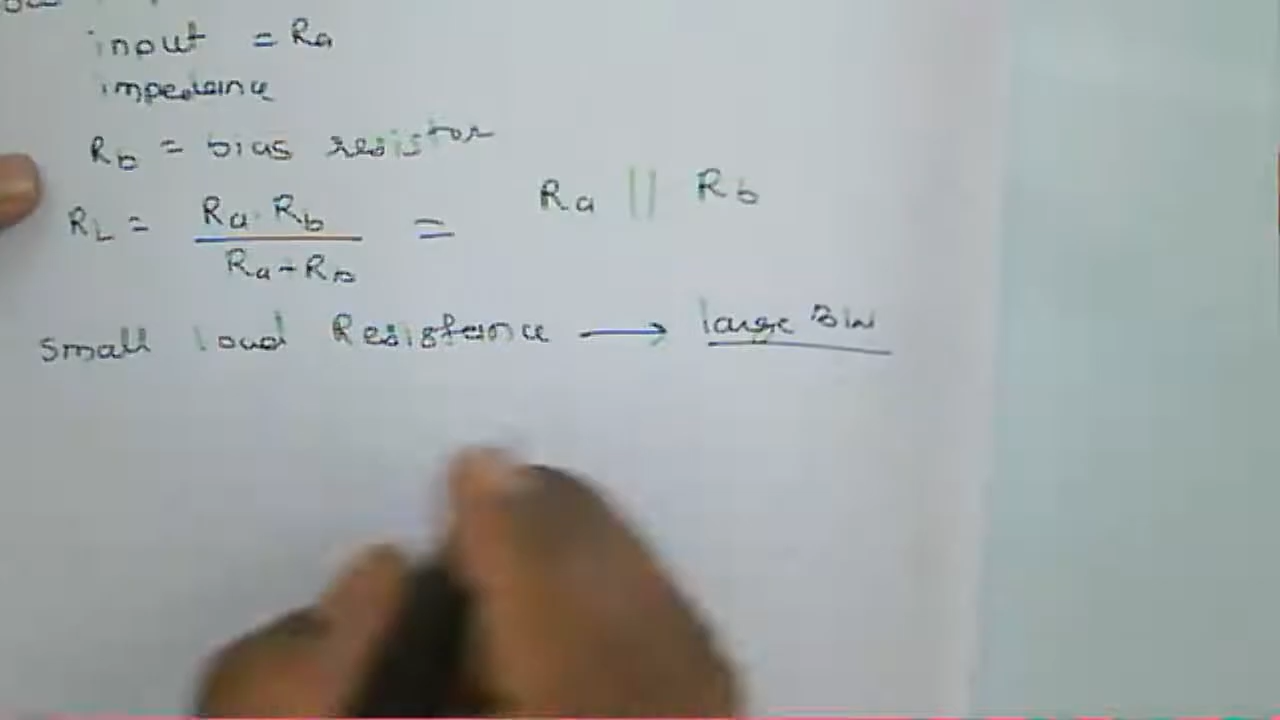 input = Ra
impedance
Rb = bias resistor
RL = Ra . Rb / Ra - Rb = Ra || Rb
small load Resistance → large BW